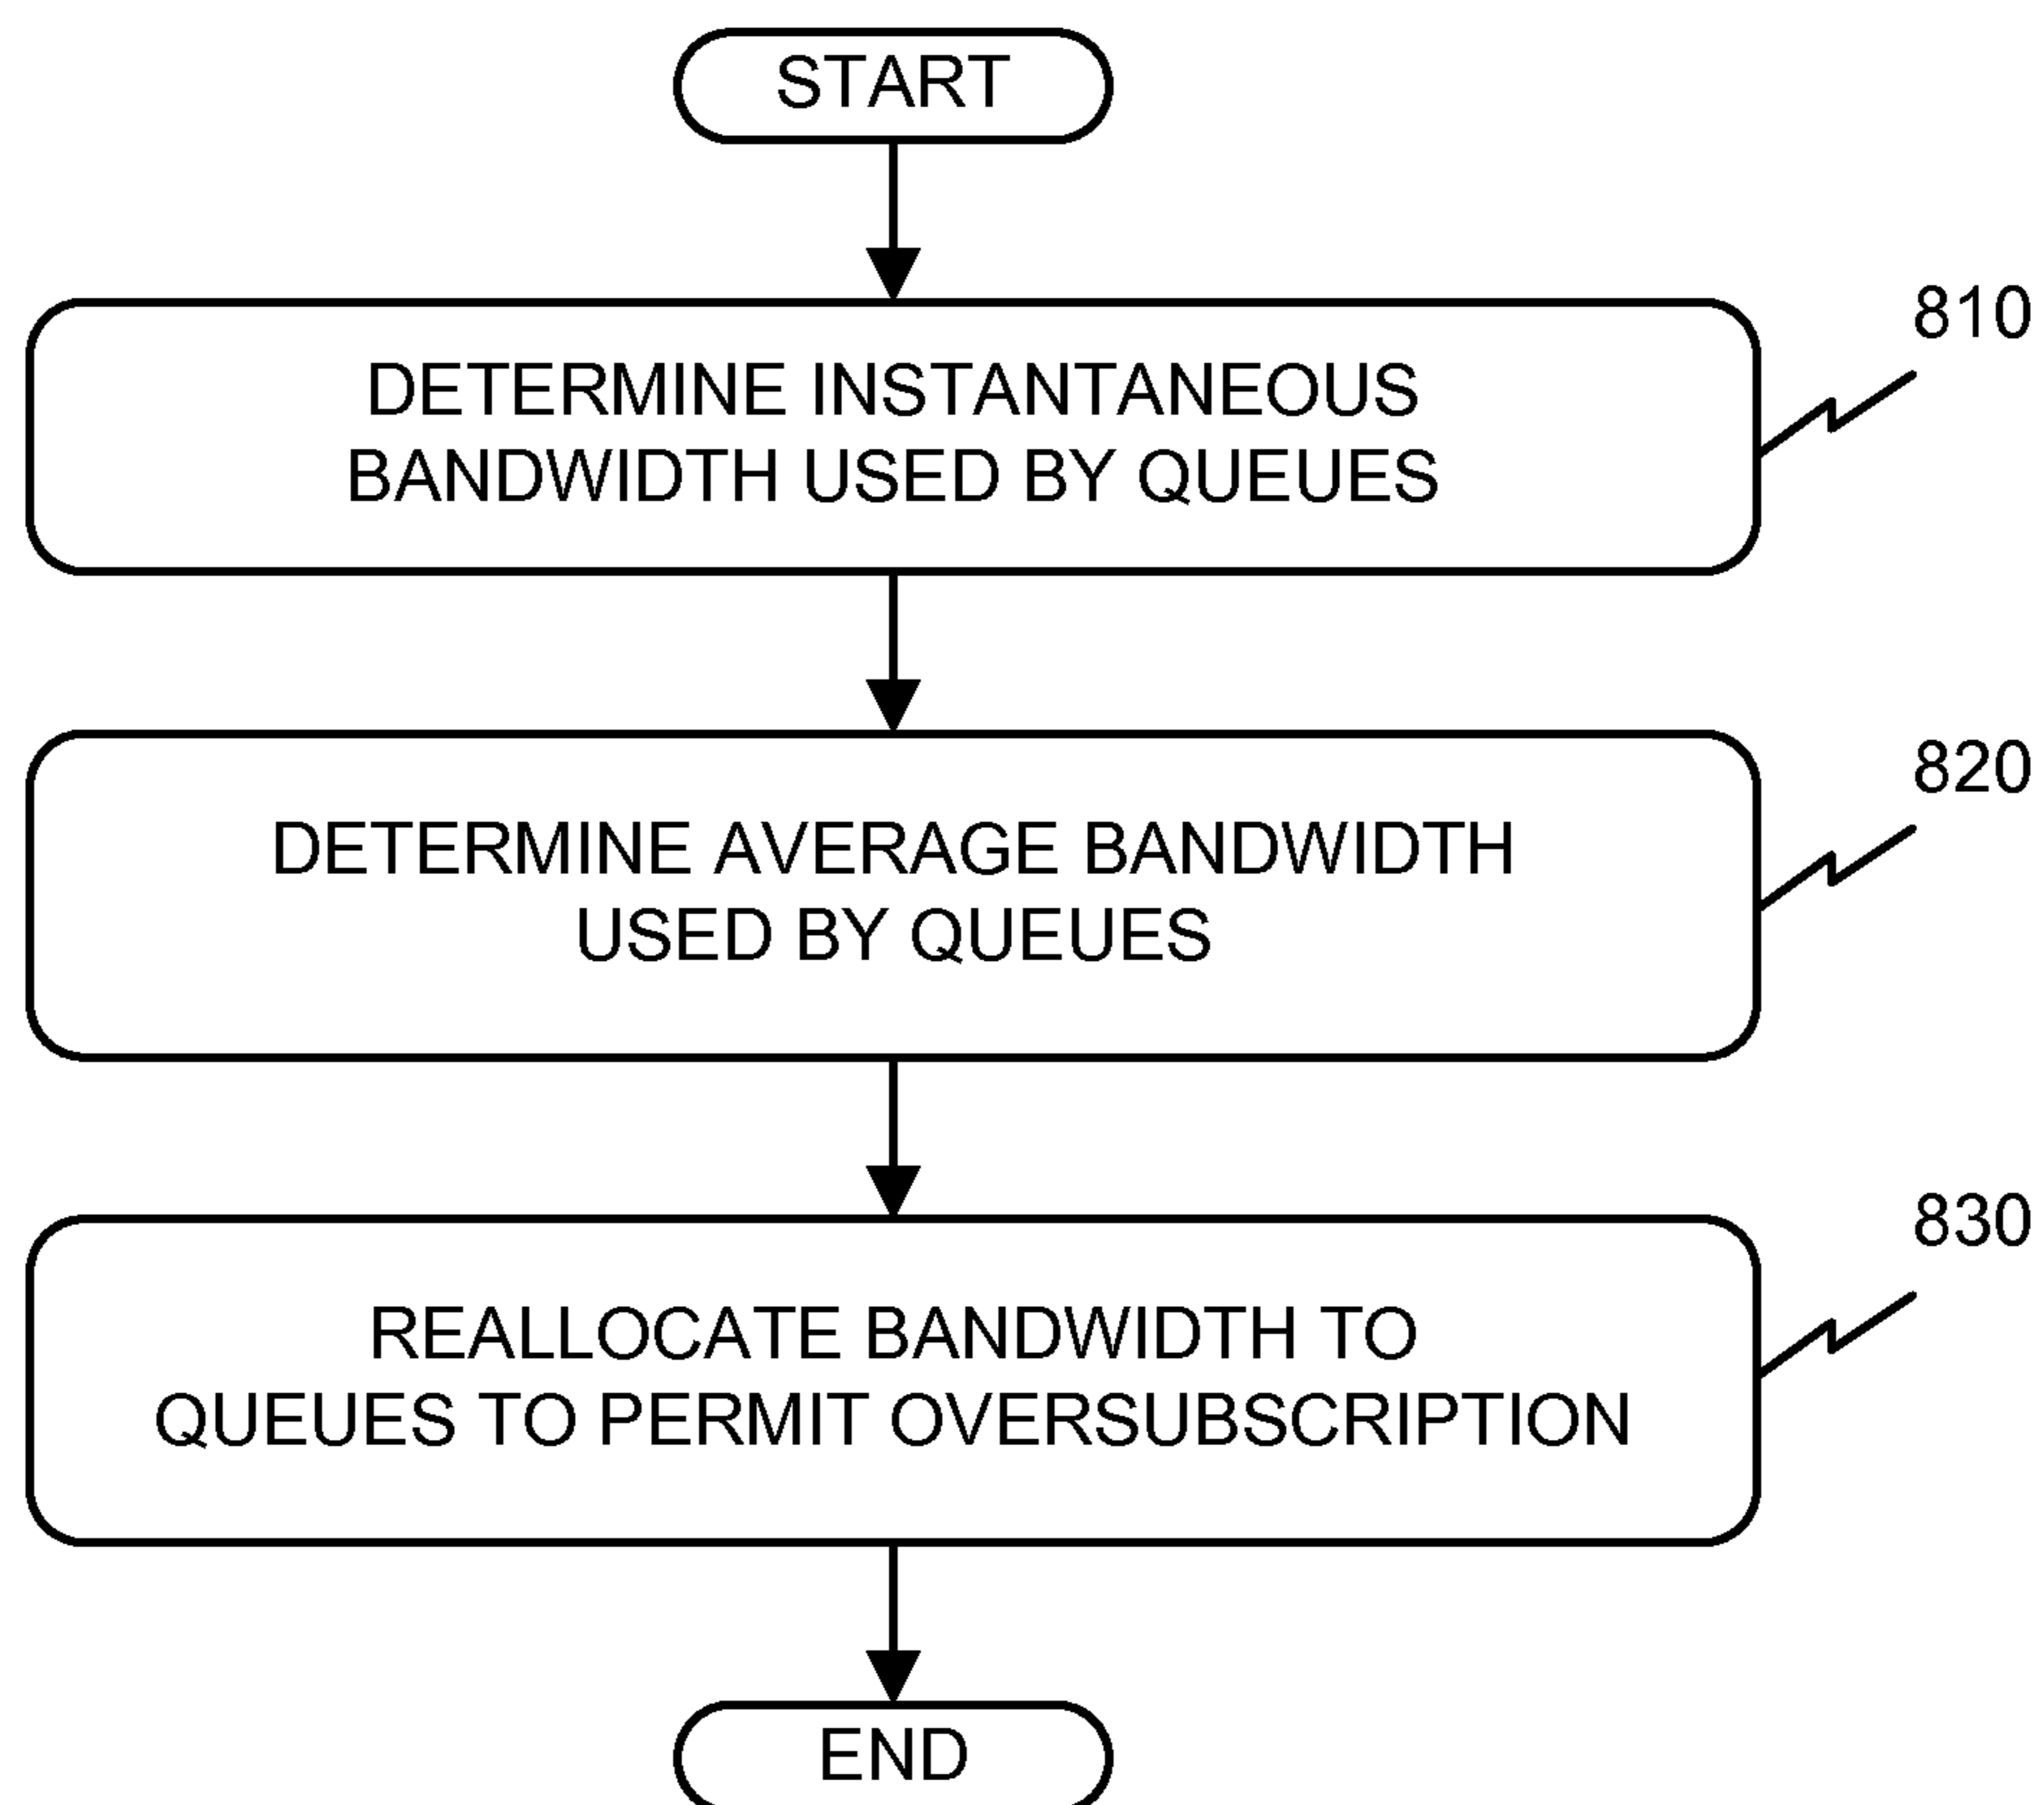 START
810
DETERMINE INSTANTANEOUS
BANDWIDTH USED BY QUEUES
820
DETERMINE AVERAGE BANDWIDTH
USED BY QUEUES
830
REALLOCATE BANDWIDTH TO
QUEUES TO PERMIT OVERSUBSCRIPTION
END